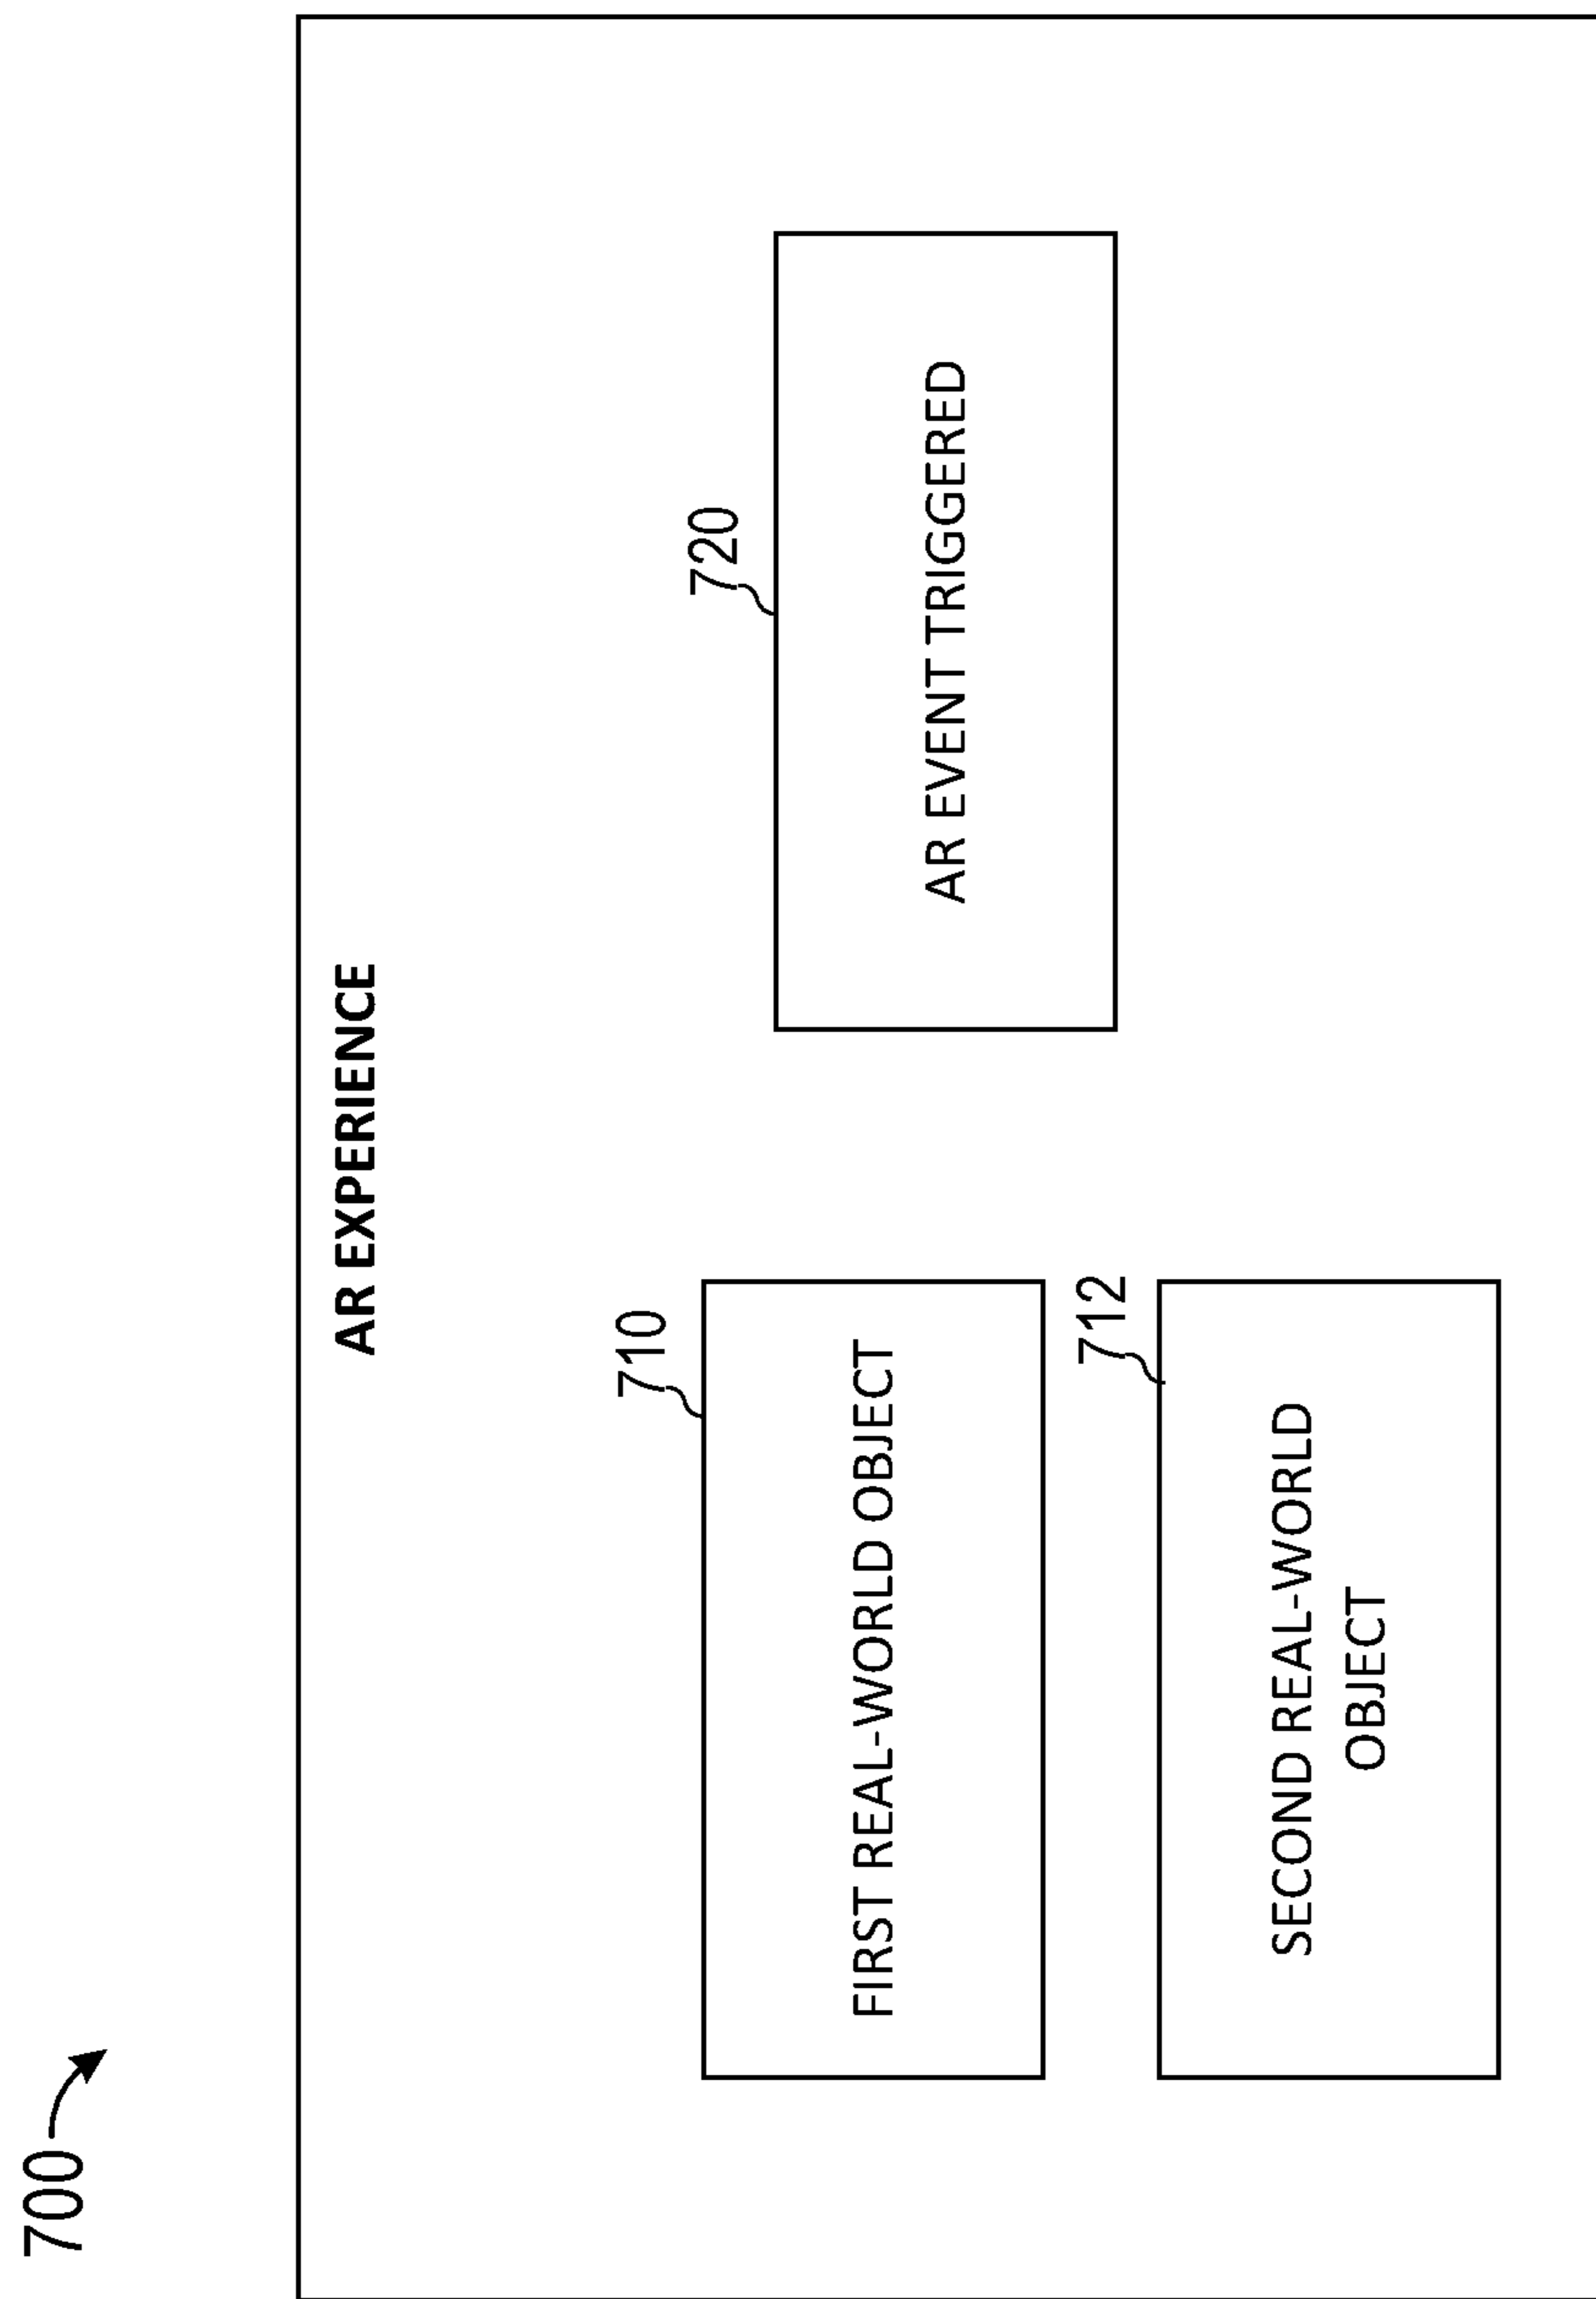 700
AR EXPERIENCE
710
FIRST REAL-WORLD OBJECT
720
AR EVENT TRIGGERED
712
SECOND REAL-WORLD
OBJECT